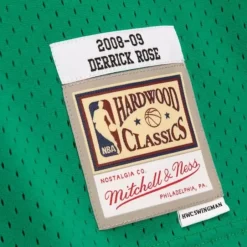 2008-09
DERRICK ROSE
HARDWOOD
NBA
CLASSICS
NOSTALGIA CO.
Mitchell & Ness
PHILADELPHIA, PA.
HWCSWINGMAN